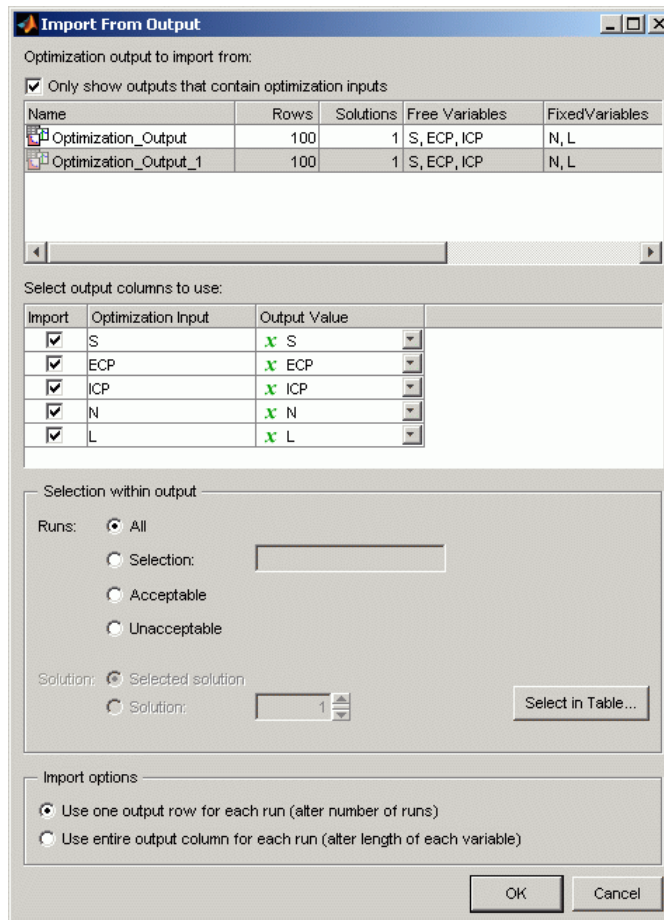 Import From Output
Optimization output to import from:
Only show outputs that contain optimization inputs
Name Rows Solutions Free Variables FixedVariables
Optimization_Output 100 1 S, ECP, ICP N, L
Optimization_Output_1 100 1 S, ECP, ICP N, L
Select output columns to use:
Import Optimization Input Output Value
S x S
ECP x ECP
ICP x ICP
N x N
L x L
Selection within output
Runs: All
Selection:
Acceptable
Unacceptable
Solution: Selected solution
Solution: 1 Select in Table...
Import options
Use one output row for each run (alter number of runs)
Use entire output column for each run (alter length of each variable)
OK Cancel